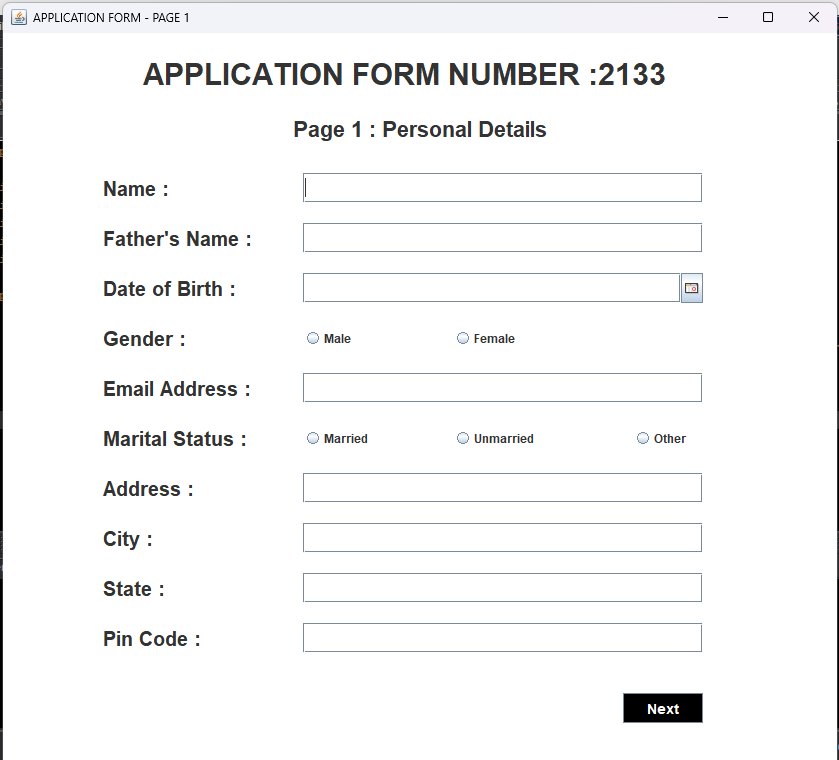 APPLICATION FORM - PAGE 1
APPLICATION FORM NUMBER :2133
Page 1 : Personal Details
Name :
Father's Name :
Date of Birth :
Gender : Male Female
Email Address :
Marital Status : Married Unmarried Other
Address :
City :
State :
Pin Code :
Next